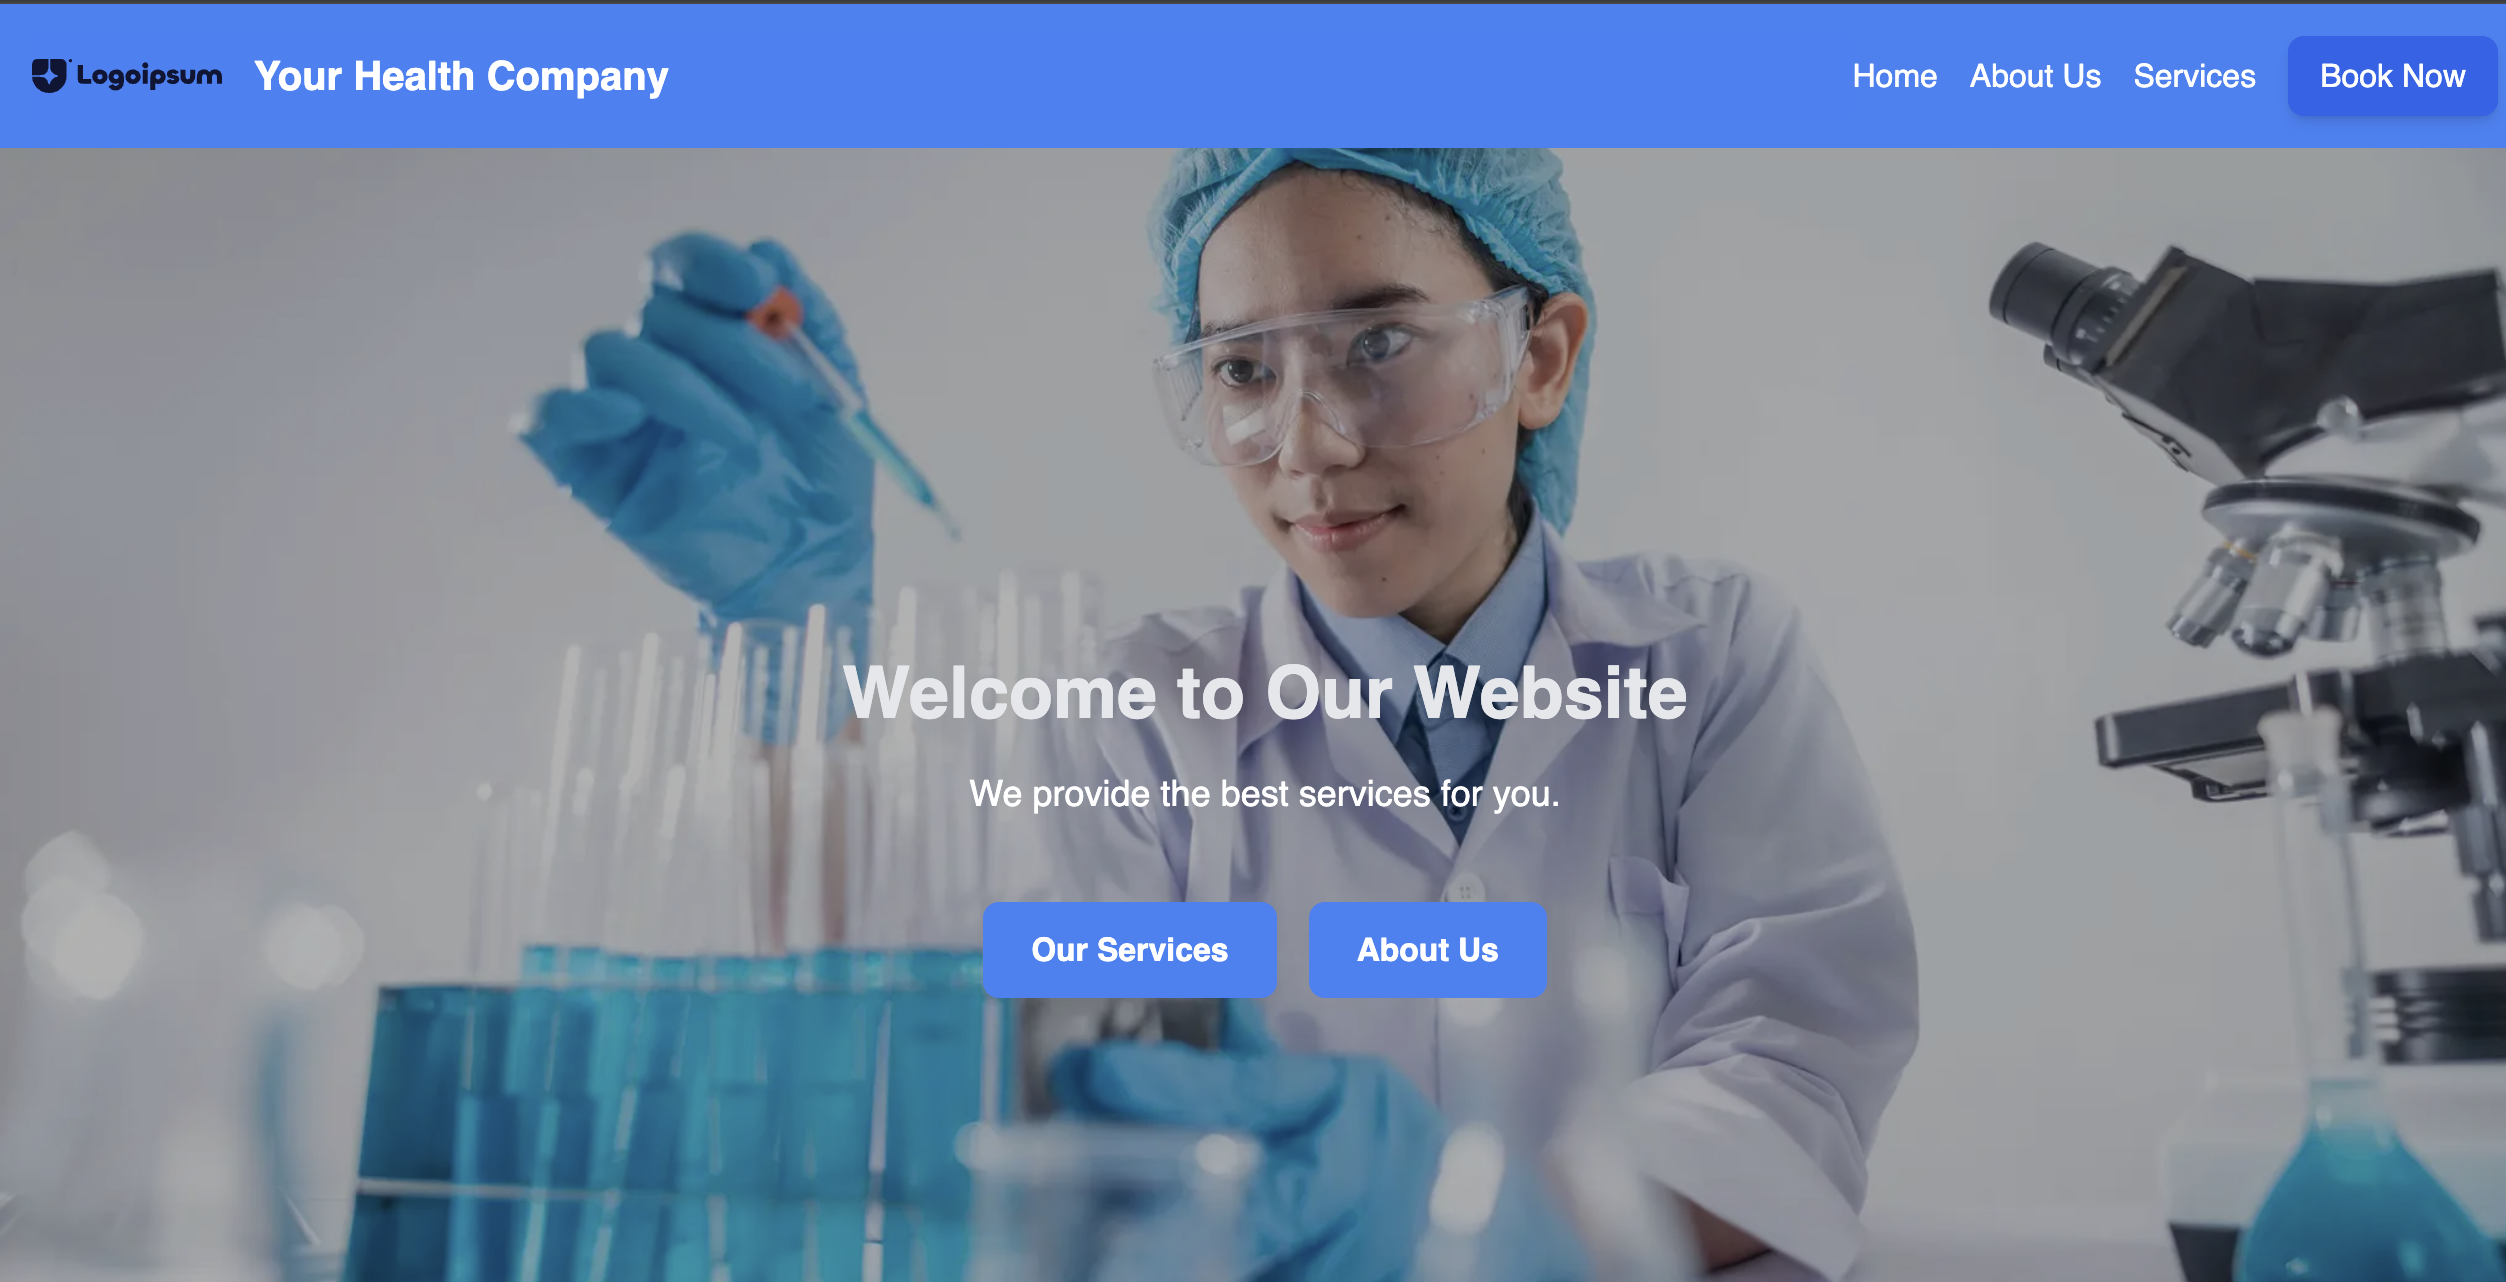 Logoipsum
Your Health Company
Home
About Us
Services
Book Now
Welcome to Our Website
We provide the best services for you.
Our Services
About Us